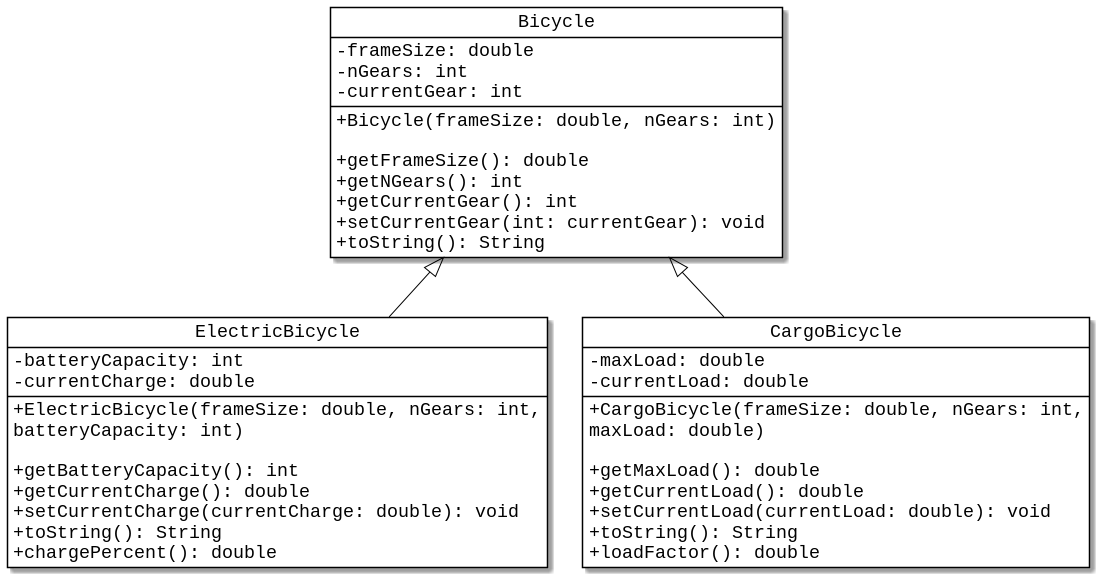 Bicycle
-frameSize: double
-nGears: int
-currentGear: int
+Bicycle(frameSize: double, nGears: int)
+getFrameSize(): double
+getNGears(): int
+getCurrentGear(): int
+setCurrentGear(int: currentGear): void
+toString(): String
ElectricBicycle
-batteryCapacity: int
-currentCharge: double
+ElectricBicycle(frameSize: double, nGears: int,
batteryCapacity: int)
+getBatteryCapacity(): int
+getCurrentCharge(): double
+setCurrentCharge(currentCharge: double): void
+toString(): String
+chargePercent(): double
CargoBicycle
-maxLoad: double
-currentLoad: double
+CargoBicycle(frameSize: double, nGears: int,
maxLoad: double)
+getMaxLoad(): double
+getCurrentLoad(): double
+setCurrentLoad(currentLoad: double): void
+toString(): String
+loadFactor(): double